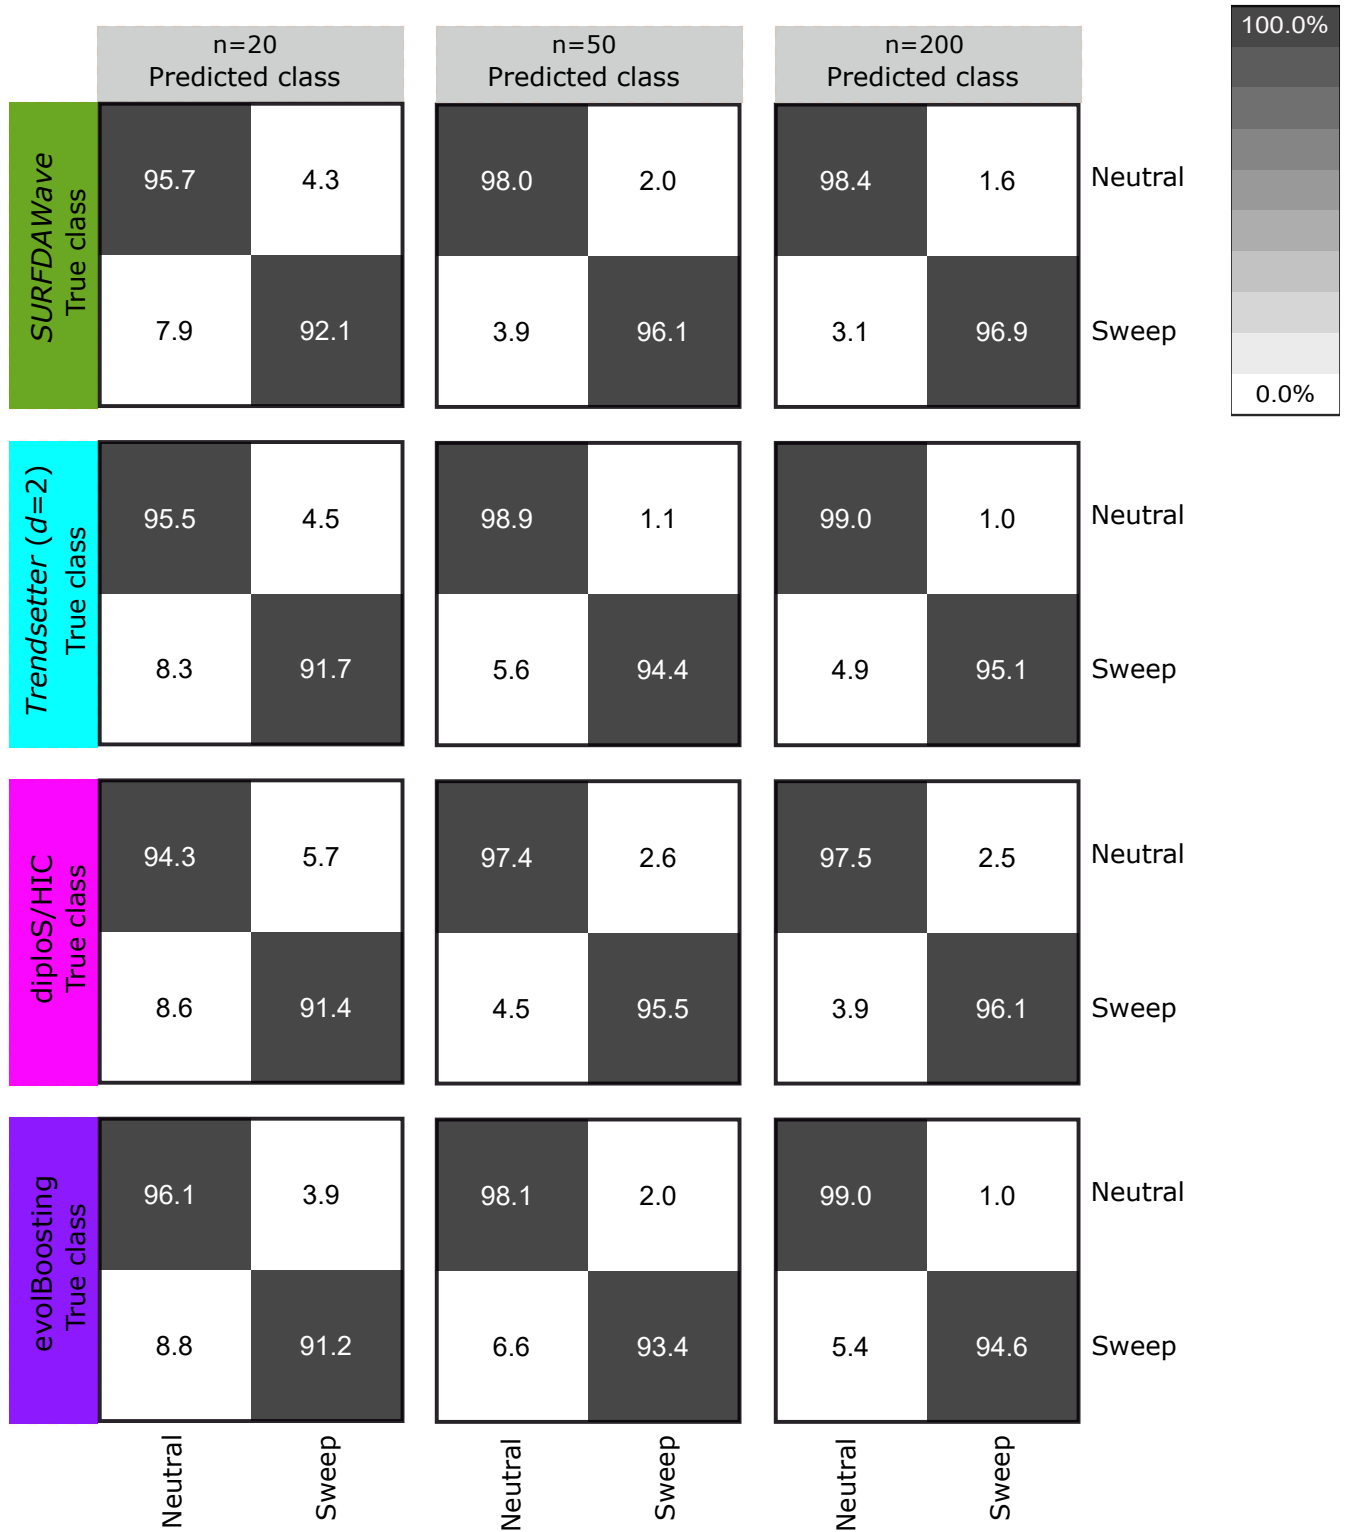 n=20
Predicted class
n=50
Predicted class
n=200
Predicted class
100.0%
0.0%
SURFDAWave
True class
95.7 4.3 98.0 2.0 98.4 1.6 Neutral
7.9 92.1 3.9 96.1 3.1 96.9 Sweep
Trendsetter (d=2)
True class
95.5 4.5 98.9 1.1 99.0 1.0 Neutral
8.3 91.7 5.6 94.4 4.9 95.1 Sweep
diploS/HIC
True class
94.3 5.7 97.4 2.6 97.5 2.5 Neutral
8.6 91.4 4.5 95.5 3.9 96.1 Sweep
evolBoosting
True class
96.1 3.9 98.1 2.0 99.0 1.0 Neutral
8.8 91.2 6.6 93.4 5.4 94.6 Sweep
Neutral Sweep Neutral Sweep Neutral Sweep